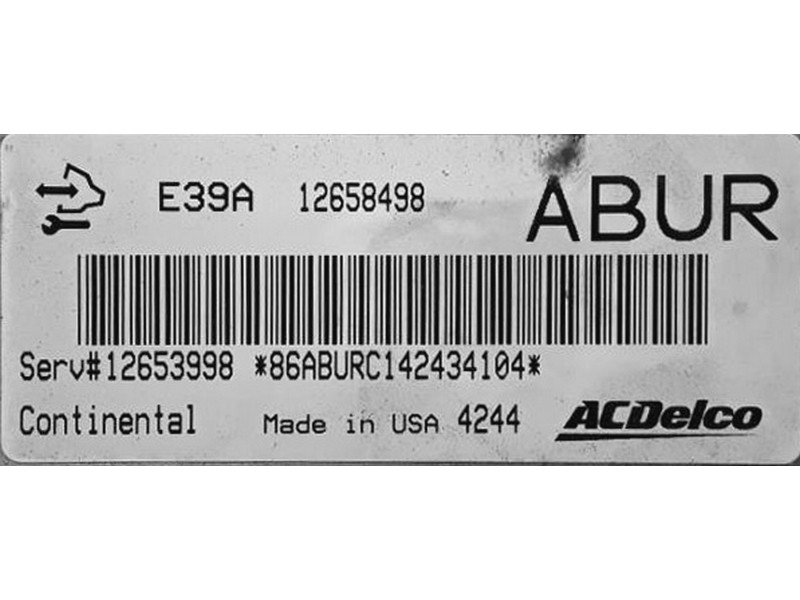 E39A 12658498 ABUR
Serv#12653998 *86ABURC142434104*
Continental Made in USA 4244 ACDelco